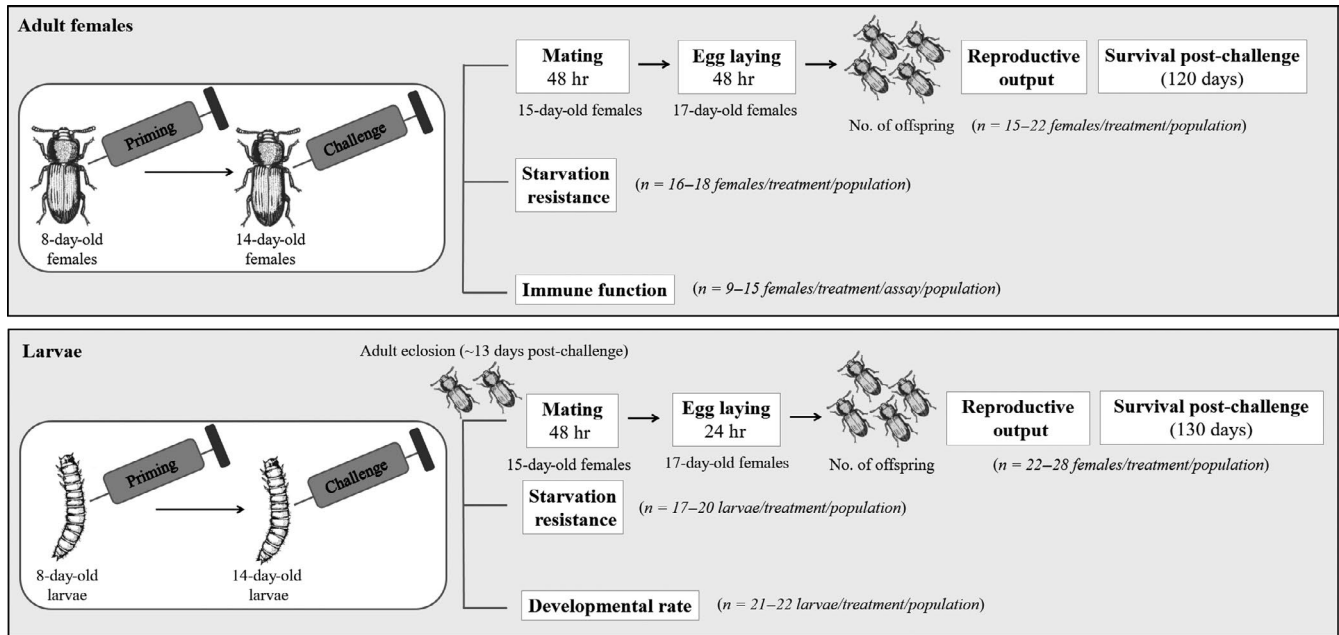 Adult females
Priming
Challenge
8-day-old
females
14-day-old
females
Mating
48 hr
15-day-old females
Egg laying
48 hr
17-day-old females
No. of offspring
Reproductive
output
Survival post-challenge
(120 days)
(n = 15–22 females/treatment/population)
Starvation
resistance
(n = 16–18 females/treatment/population)
Immune function
(n = 9–15 females/treatment/assay/population)
Larvae
Adult eclosion (~13 days post-challenge)
Priming
Challenge
8-day-old
larvae
14-day-old
larvae
Mating
48 hr
15-day-old females
Egg laying
24 hr
17-day-old females
No. of offspring
Reproductive
output
Survival post-challenge
(130 days)
(n = 22–28 females/treatment/population)
Starvation
resistance
(n = 17–20 larvae/treatment/population)
Developmental rate
(n = 21–22 larvae/treatment/population)